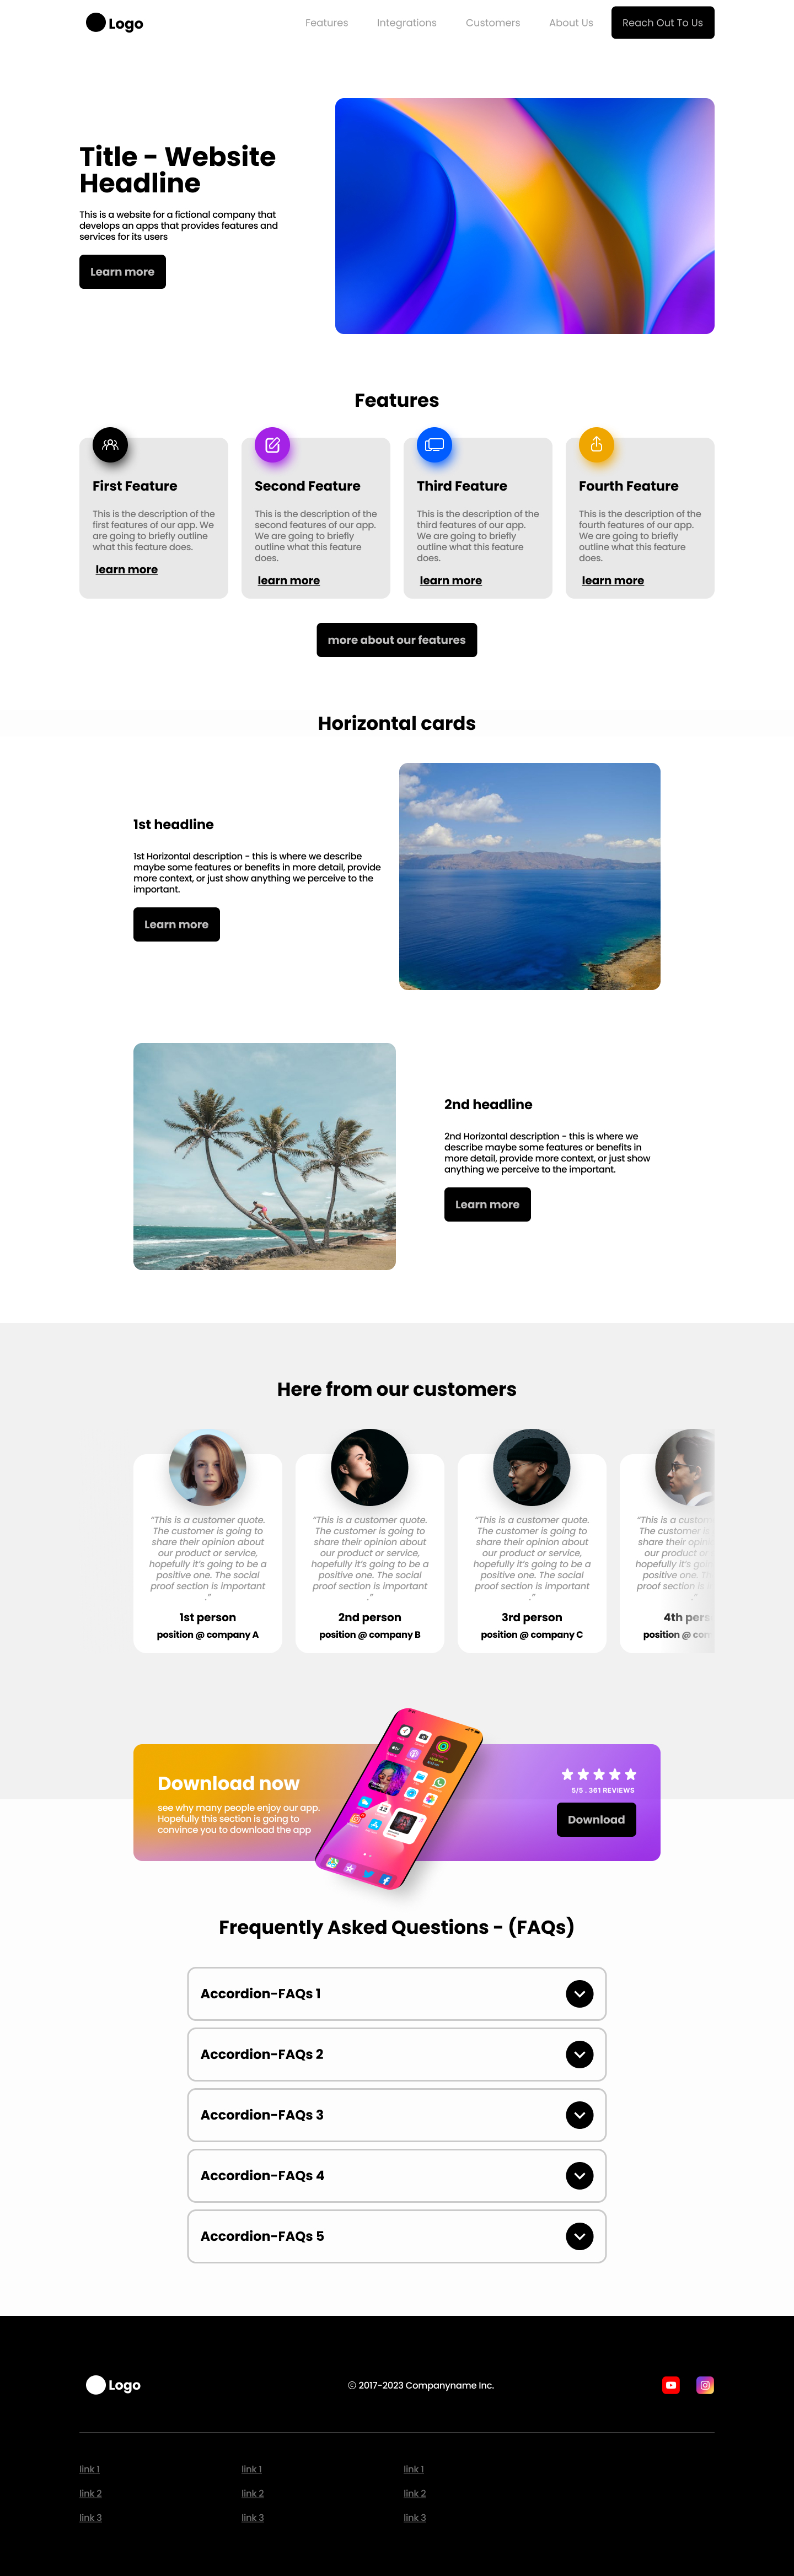 Logo
Features
Integrations
Customers
About Us
Reach Out To Us
Title - Website
Headline
This is a website for a fictional company that
develops an apps that provides features and
services for its users
Learn more
Features
First Feature
This is the description of the
first features of our app. We
are going to briefly outline
what this feature does.
learn more
Second Feature
This is the description of the
second features of our app.
We are going to briefly
outline what this feature
does.
learn more
Third Feature
This is the description of the
third features of our app.
We are going to briefly
outline what this feature
does.
learn more
Fourth Feature
This is the description of the
fourth features of our app.
We are going to briefly
outline what this feature
does.
learn more
more about our features
Horizontal cards
1st headline
1st Horizontal description - this is where we describe
maybe some features or benefits in more detail, provide
more context, or just show anything we perceive to the
important.
Learn more
2nd headline
2nd Horizontal description - this is where we
describe maybe some features or benefits in
more detail, provide more context, or just show
anything we perceive to the important.
Learn more
Here from our customers
“This is a customer quote.
The customer is going to
share their opinion about
our product or service,
hopefully it’s going to be a
positive one. The social
proof section is important
.”
1st person
position @ company A
“This is a customer quote.
The customer is going to
share their opinion about
our product or service,
hopefully it’s going to be a
positive one. The social
proof section is important
.”
2nd person
position @ company B
“This is a customer quote.
The customer is going to
share their opinion about
our product or service,
hopefully it’s going to be a
positive one. The social
proof section is important
.”
3rd person
position @ company C
“This is a custom
The customer is
share their opin
our product or
hopefully it’s go
positive one. Th
proof section is i
.”
4th pers
position @ com
Download now
see why many people enjoy our app.
Hopefully this section is going to
convince you to download the app
12
5/5 . 361 REVIEWS
Download
Frequently Asked Questions - (FAQs)
Accordion-FAQs 1
Accordion-FAQs 2
Accordion-FAQs 3
Accordion-FAQs 4
Accordion-FAQs 5
Logo
© 2017-2023 Companyname Inc.
link 1
link 2
link 3
link 1
link 2
link 3
link 1
link 2
link 3